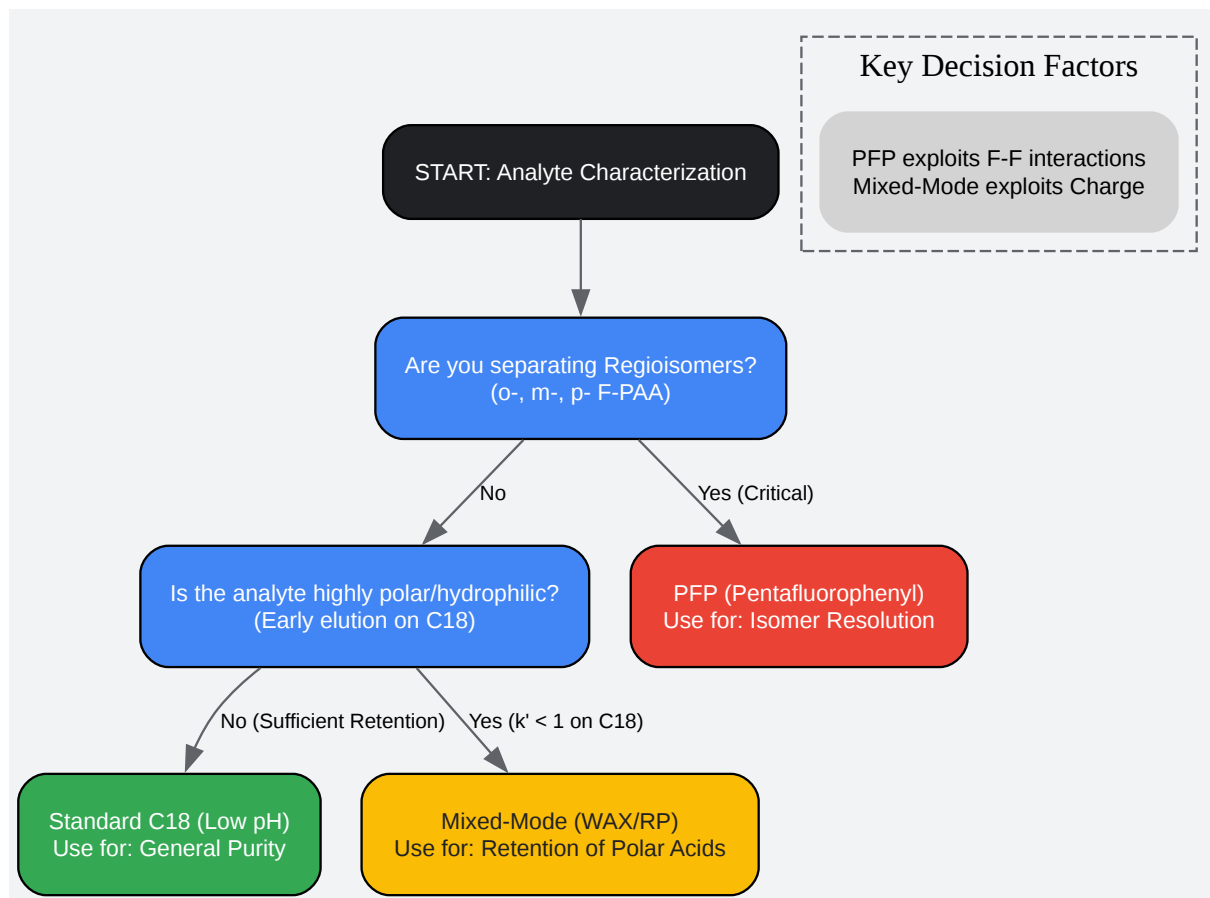 Key Decision Factors
PFP exploits F-F interactions
Mixed-Mode exploits Charge
START: Analyte Characterization
Are you separating Regioisomers?
(o-, m-, p- F-PAA)
No
Yes (Critical)
Is the analyte highly polar/hydrophilic?
(Early elution on C18)
PFP (Pentafluorophenyl)
Use for: Isomer Resolution
No (Sufficient Retention)
Yes (k' < 1 on C18)
Standard C18 (Low pH)
Use for: General Purity
Mixed-Mode (WAX/RP)
Use for: Retention of Polar Acids